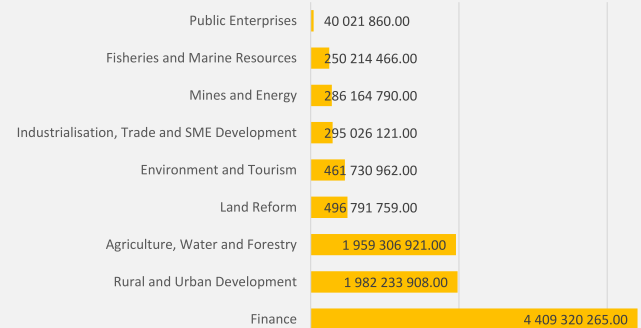 Public Enterprises 40 021 860.00
Fisheries and Marine Resources 250 214 466.00
Mines and Energy 286 164 790.00
Industrialisation, Trade and SME Development 295 026 121.00
Environment and Tourism 461 730 962.00
Land Reform 496 791 759.00
Agriculture, Water and Forestry 1 959 306 921.00
Rural and Urban Development 1 982 233 908.00
Finance 4 409 320 265.00